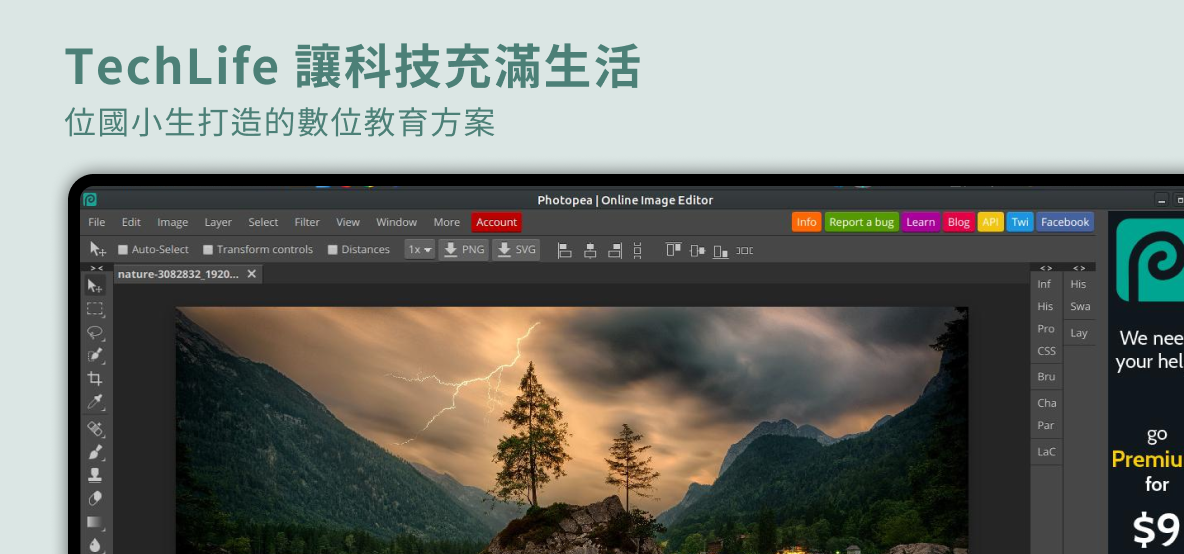 TechLife 讓科技充滿生活
位國小生打造的數位教育方案
Photopea | Online Image Editor
File Edit Image Layer Select Filter View Window More Account Info Report a bug Learn Blog API Twi Facebook
Auto-Select Transform controls Distances 1x PNG SVG
nature-3082832_1920...
Inf His
His Swa
Pro Lay
CSS
Bru
Cha
Par
LaC
We nee
your hel
go
Premiu
for
$9